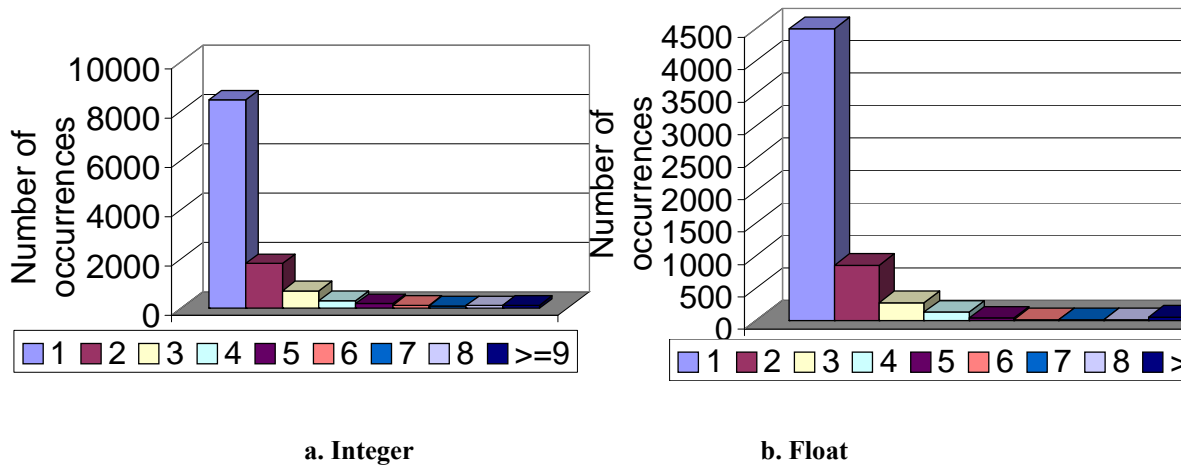 Number of
occurrences
10000
8000
6000
4000
2000
0
1 2 3 4 5 6 7 8 >=9
a. Integer
Number of
occurrences
4500
4000
3500
3000
2500
2000
1500
1000
500
0
1 2 3 4 5 6 7 8 >
b. Float